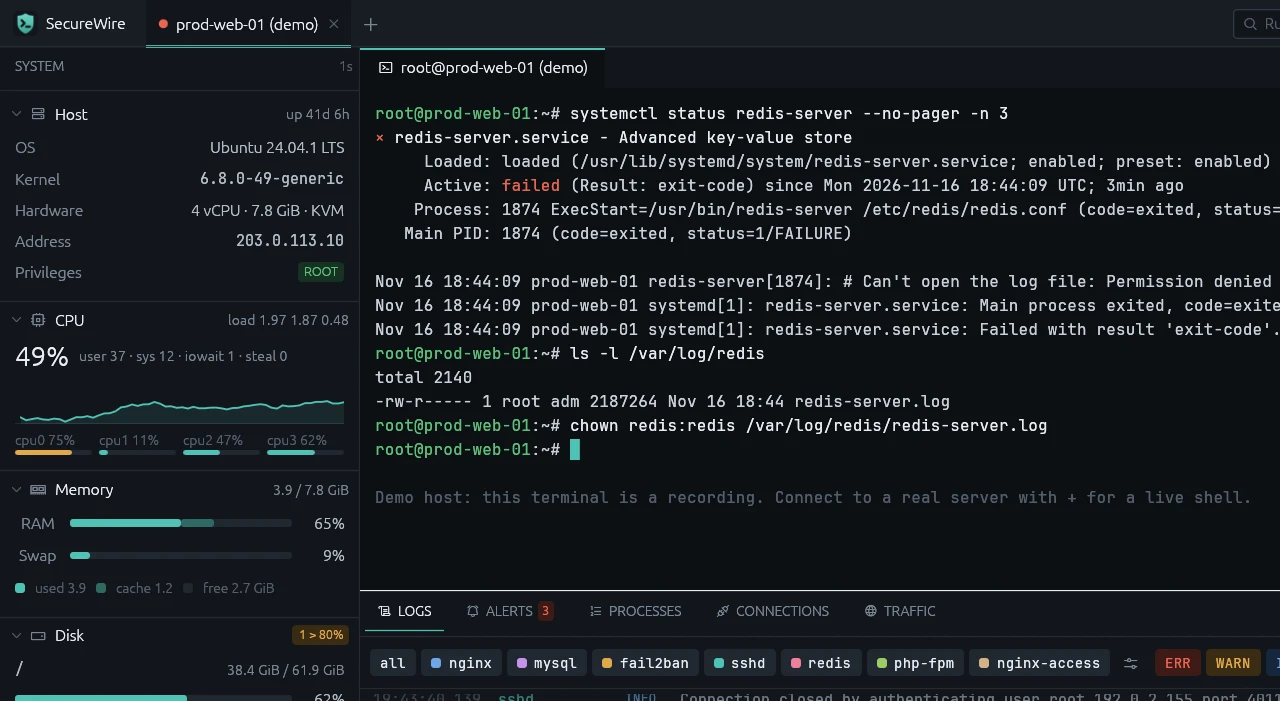 SecureWire
prod-web-01 (demo)
SYSTEM 1s
Host up 41d 6h
OS Ubuntu 24.04.1 LTS
Kernel 6.8.0-49-generic
Hardware 4 vCPU · 7.8 GiB · KVM
Address 203.0.113.10
Privileges ROOT
CPU load 1.97 1.87 0.48
49% user 37 · sys 12 · iowait 1 · steal 0
cpu0 75% cpu1 11% cpu2 47% cpu3 62%
Memory 3.9 / 7.8 GiB
RAM 65%
Swap 9%
used 3.9 cache 1.2 free 2.7 GiB
Disk 1 > 80%
/ 38.4 GiB / 61.9 GiB
62%
root@prod-web-01 (demo)
root@prod-web-01:~# systemctl status redis-server --no-pager -n 3
× redis-server.service - Advanced key-value store
Loaded: loaded (/usr/lib/systemd/system/redis-server.service; enabled; preset: enabled)
Active: failed (Result: exit-code) since Mon 2026-11-16 18:44:09 UTC; 3min ago
Process: 1874 ExecStart=/usr/bin/redis-server /etc/redis/redis.conf (code=exited, status=
Main PID: 1874 (code=exited, status=1/FAILURE)
Nov 16 18:44:09 prod-web-01 redis-server[1874]: # Can't open the log file: Permission denied
Nov 16 18:44:09 prod-web-01 systemd[1]: redis-server.service: Main process exited, code=exite
Nov 16 18:44:09 prod-web-01 systemd[1]: redis-server.service: Failed with result 'exit-code'.
root@prod-web-01:~# ls -l /var/log/redis
total 2140
-rw-r----- 1 root adm 2187264 Nov 16 18:44 redis-server.log
root@prod-web-01:~# chown redis:redis /var/log/redis/redis-server.log
root@prod-web-01:~#
Demo host: this terminal is a recording. Connect to a real server with + for a live shell.
LOGS ALERTS 3 PROCESSES CONNECTIONS TRAFFIC
all nginx mysql fail2ban sshd redis php-fpm nginx-access ERR WARN
sshd INFO Connection closed by authenticating user root 192.0.2.155 port